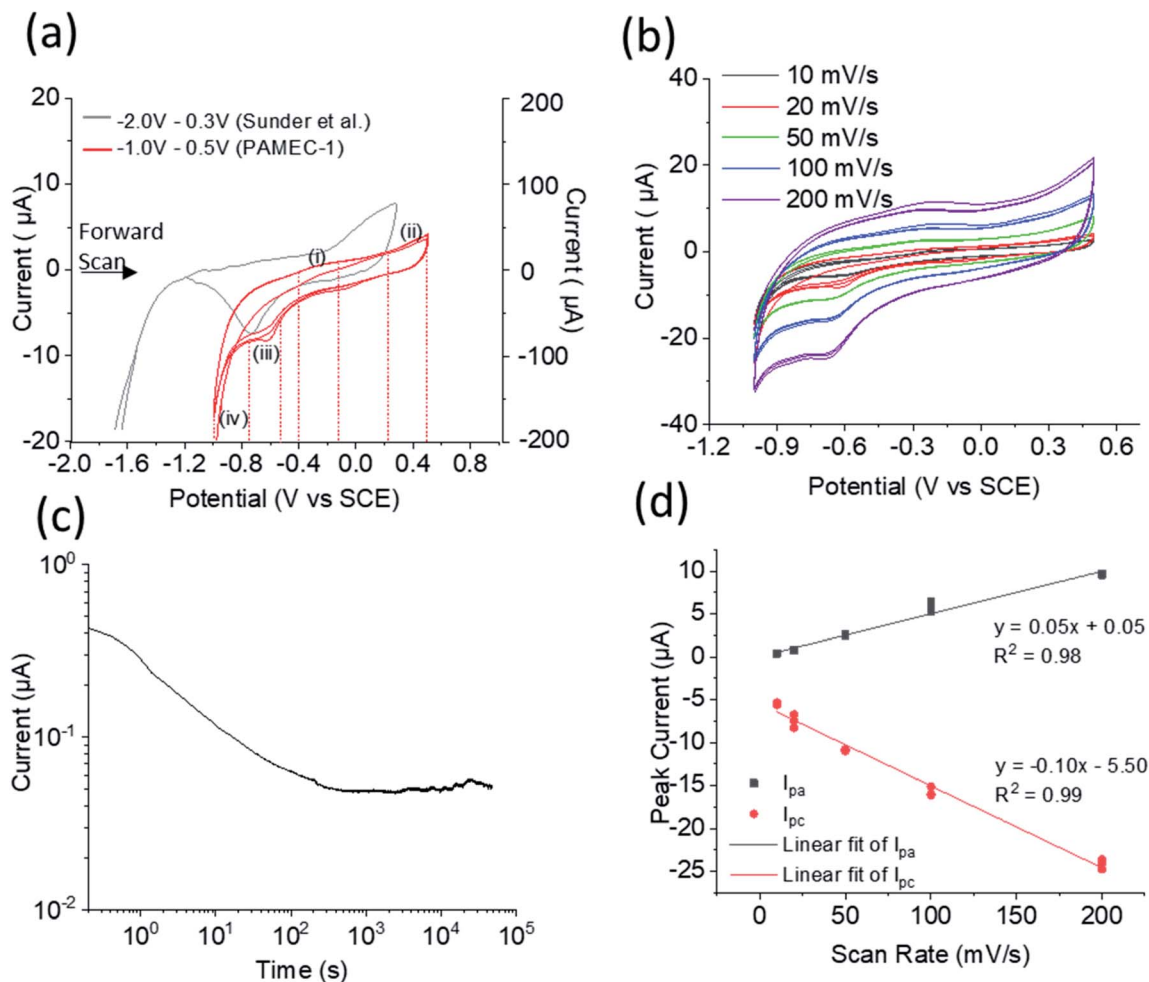 (a)
-2.0V - 0.3V (Sunder et al.)
-1.0V - 0.5V (PAMEC-1)
Forward
Scan
(i)
(ii)
(iii)
(iv)
20
10
0
-10
-20
Current ( µA)
200
100
0
-100
-200
Current ( µA)
-2.0 -1.6 -1.2 -0.8 -0.4 0.0 0.4 0.8
Potential (V vs SCE)
(b)
10 mV/s
20 mV/s
50 mV/s
100 mV/s
200 mV/s
40
20
0
-20
-40
Current ( µA)
-1.2 -0.9 -0.6 -0.3 0.0 0.3 0.6
Potential (V vs SCE)
(c)
10⁰
10⁻¹
10⁻²
Current (µA)
10⁰ 10¹ 10² 10³ 10⁴ 10⁵
Time (s)
(d)
10
5
0
-5
-10
-15
-20
-25
Peak Current (µA)
y = 0.05x + 0.05
R² = 0.98
y = -0.10x - 5.50
R² = 0.99
Iₚₐ
Iₚ꜀
Linear fit of Iₚₐ
Linear fit of Iₚ꜀
0 50 100 150 200
Scan Rate (mV/s)